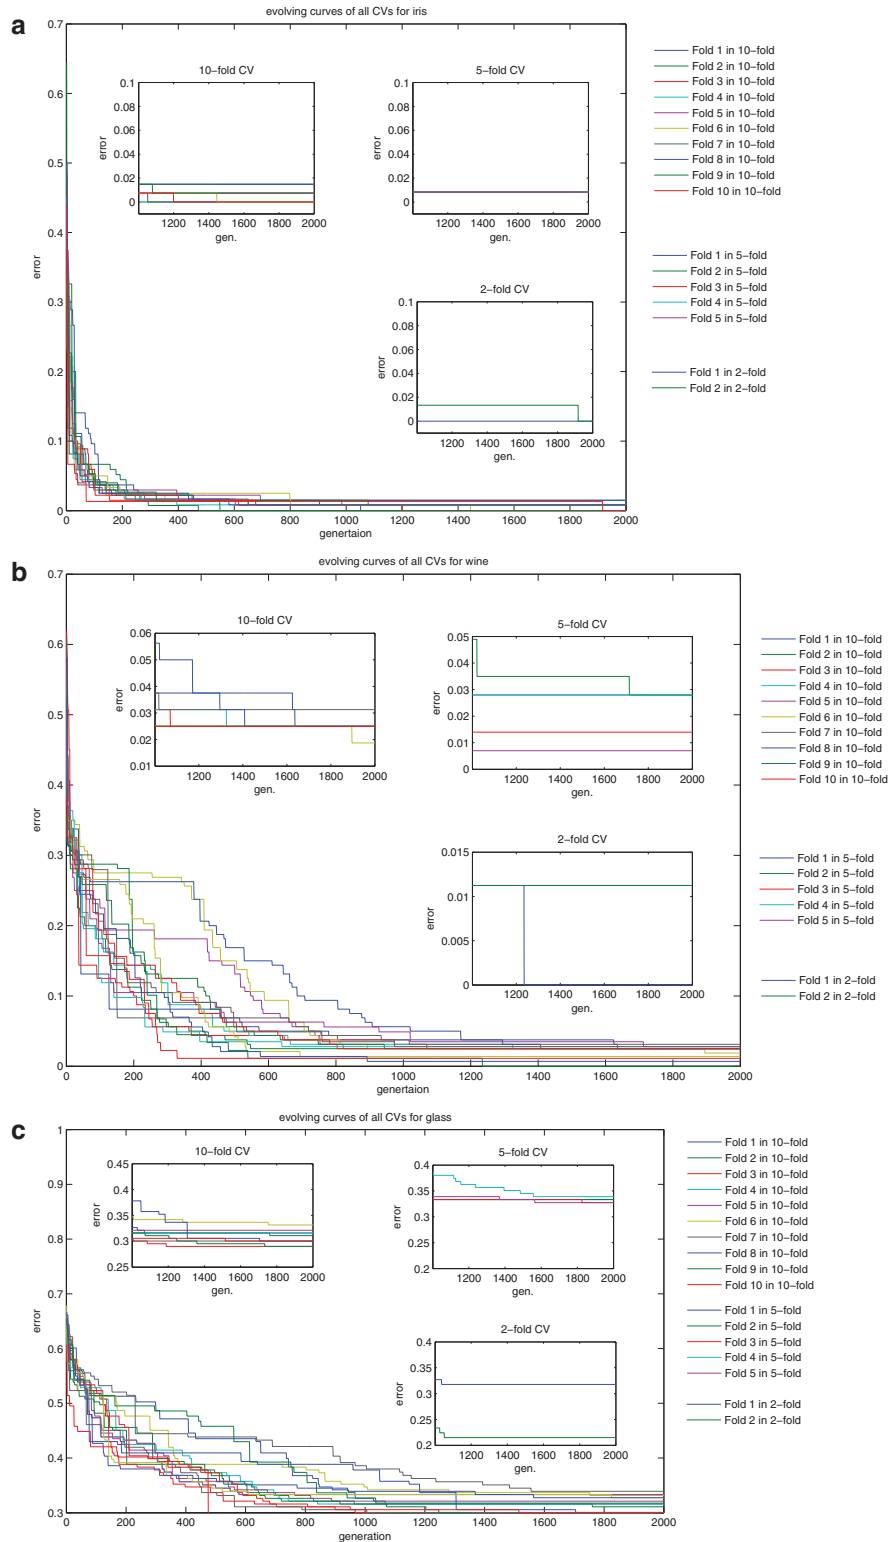 a
evolving curves of all CVs for iris
0.7
0.6
0.5
0.4
0.3
0.2
0.1
0
error
0 200 400 600 800 1000 1200 1400 1600 1800 2000
genertaion
10−fold CV
0.1
0.08
0.06
0.04
0.02
0
error
1200 1400 1600 1800 2000
gen.
5−fold CV
0.1
0.08
0.06
0.04
0.02
0
error
1200 1400 1600 1800 2000
gen.
2−fold CV
0.1
0.08
0.06
0.04
0.02
0
error
1200 1400 1600 1800 2000
gen.
Fold 1 in 10−fold
Fold 2 in 10−fold
Fold 3 in 10−fold
Fold 4 in 10−fold
Fold 5 in 10−fold
Fold 6 in 10−fold
Fold 7 in 10−fold
Fold 8 in 10−fold
Fold 9 in 10−fold
Fold 10 in 10−fold
Fold 1 in 5−fold
Fold 2 in 5−fold
Fold 3 in 5−fold
Fold 4 in 5−fold
Fold 5 in 5−fold
Fold 1 in 2−fold
Fold 2 in 2−fold
b
evolving curves of all CVs for wine
0.7
0.6
0.5
0.4
0.3
0.2
0.1
0
error
0 200 400 600 800 1000 1200 1400 1600 1800 2000
genertaion
10−fold CV
0.06
0.05
0.04
0.03
0.02
0.01
error
1200 1400 1600 1800 2000
gen.
5−fold CV
0.05
0.04
0.03
0.02
0.01
0
error
1200 1400 1600 1800 2000
gen.
2−fold CV
0.015
0.01
0.005
0
error
1200 1400 1600 1800 2000
gen.
Fold 1 in 10−fold
Fold 2 in 10−fold
Fold 3 in 10−fold
Fold 4 in 10−fold
Fold 5 in 10−fold
Fold 6 in 10−fold
Fold 7 in 10−fold
Fold 8 in 10−fold
Fold 9 in 10−fold
Fold 10 in 10−fold
Fold 1 in 5−fold
Fold 2 in 5−fold
Fold 3 in 5−fold
Fold 4 in 5−fold
Fold 5 in 5−fold
Fold 1 in 2−fold
Fold 2 in 2−fold
c
evolving curves of all CVs for glass
1
0.9
0.8
0.7
0.6
0.5
0.4
0.3
error
0 200 400 600 800 1000 1200 1400 1600 1800 2000
generation
10−fold CV
0.45
0.4
0.35
0.3
0.25
error
1200 1400 1600 1800 2000
gen.
5−fold CV
0.4
0.35
0.3
0.25
0.2
error
1200 1400 1600 1800 2000
gen.
2−fold CV
0.4
0.35
0.3
0.25
0.2
error
1200 1400 1600 1800 2000
gen.
Fold 1 in 10−fold
Fold 2 in 10−fold
Fold 3 in 10−fold
Fold 4 in 10−fold
Fold 5 in 10−fold
Fold 6 in 10−fold
Fold 7 in 10−fold
Fold 8 in 10−fold
Fold 9 in 10−fold
Fold 10 in 10−fold
Fold 1 in 5−fold
Fold 2 in 5−fold
Fold 3 in 5−fold
Fold 4 in 5−fold
Fold 5 in 5−fold
Fold 1 in 2−fold
Fold 2 in 2−fold